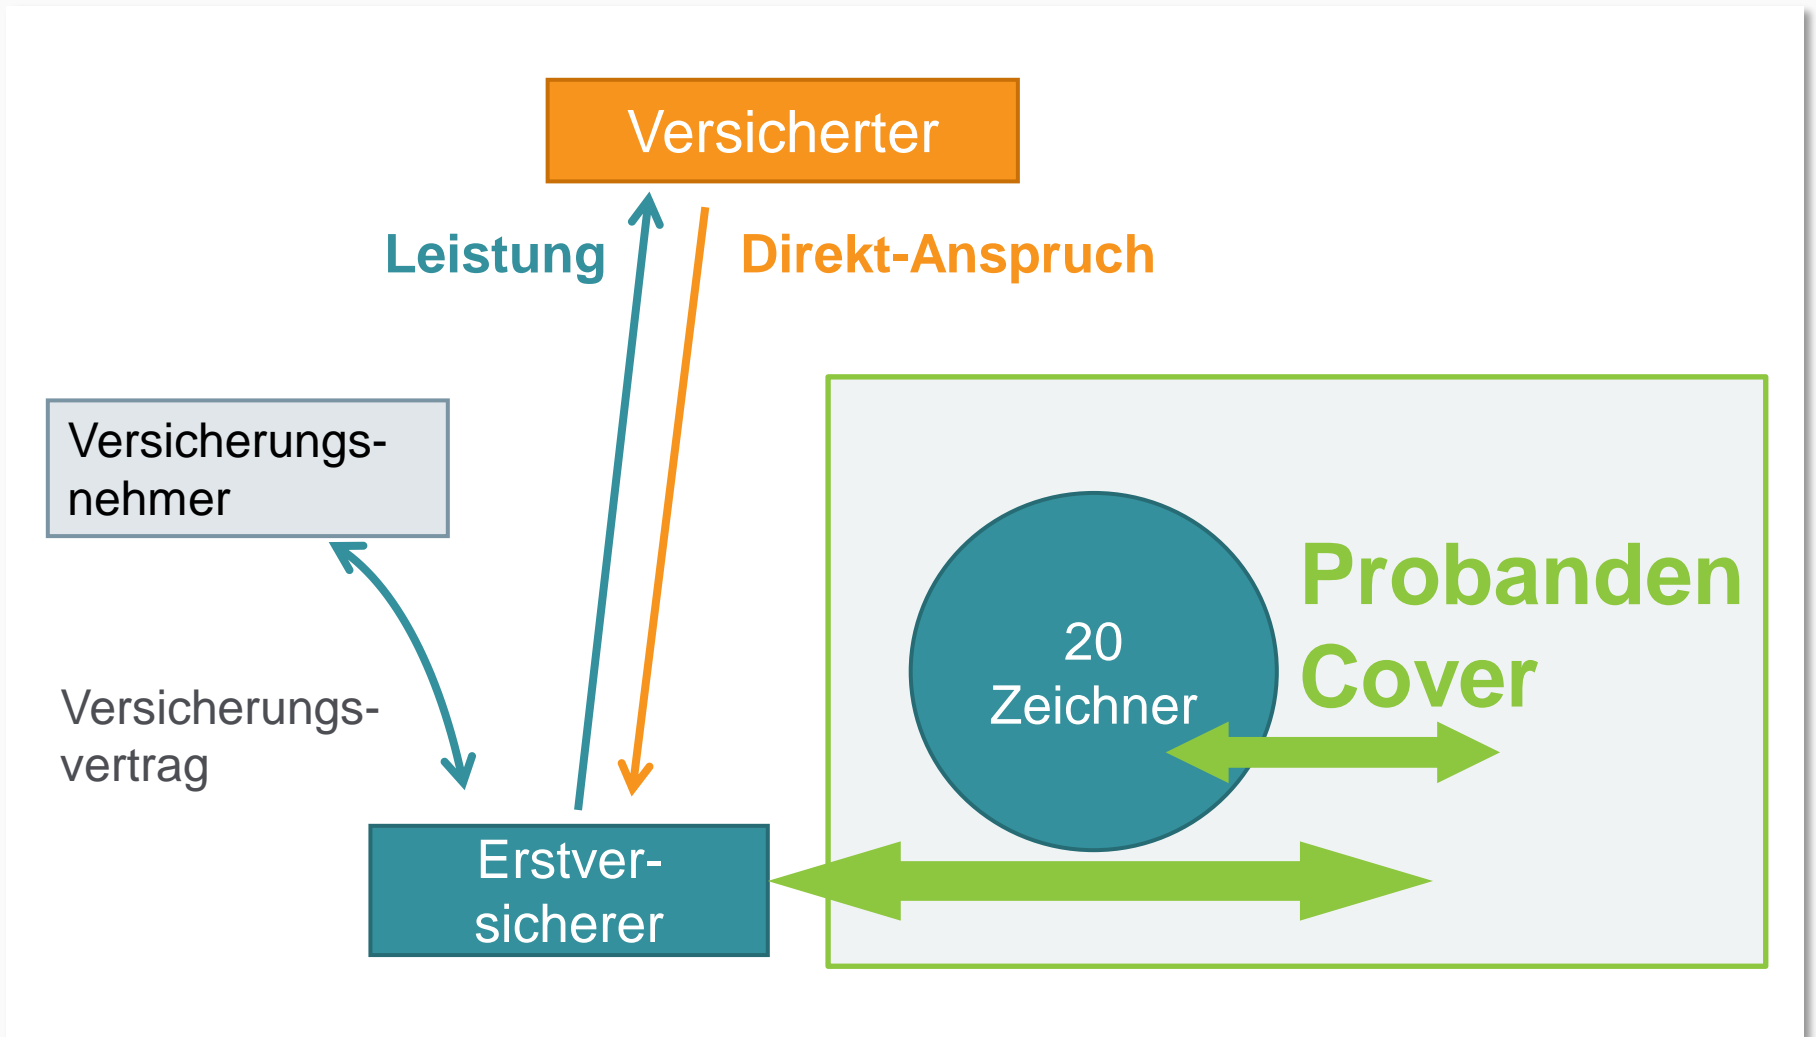 Versicherter
Leistung
Direkt-Anspruch
Versicherungs-
nehmer
Probanden
Cover
20
Zeichner
Versicherungs-
vertrag
Erstver-
sicherer